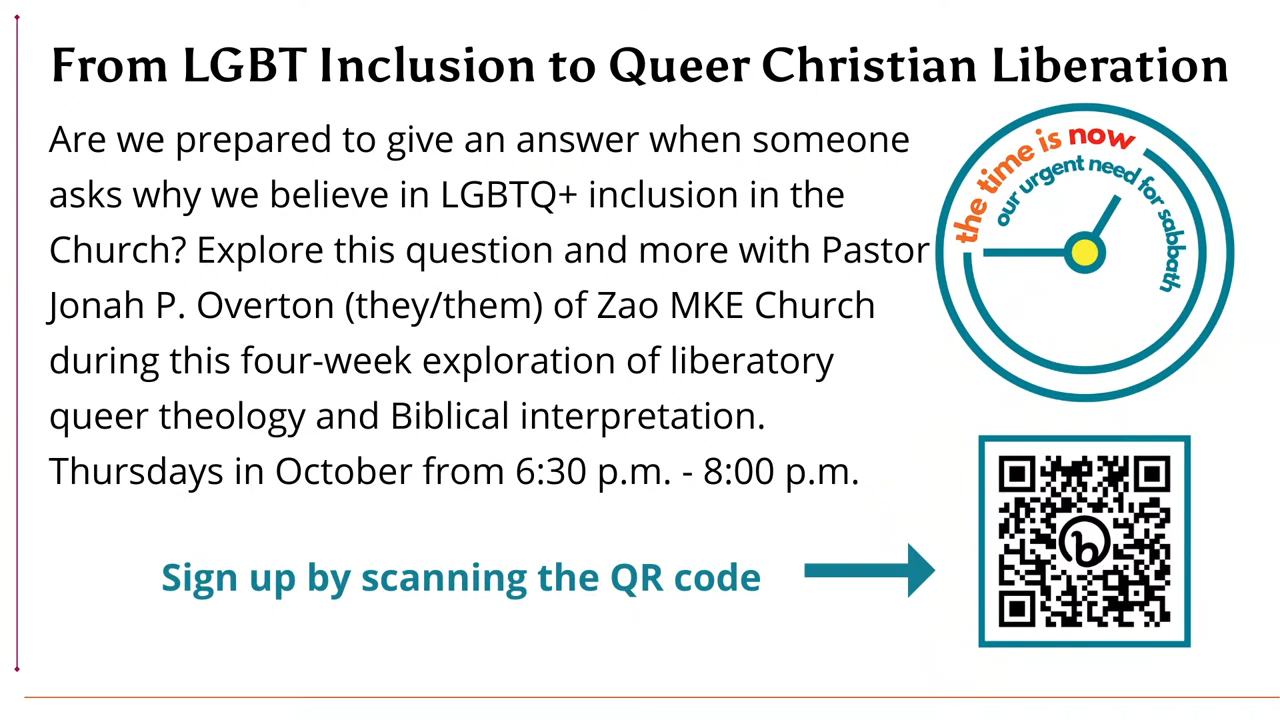 From LGBT Inclusion to Queer Christian Liberation
Are we prepared to give an answer when someone
asks why we believe in LGBTQ+ inclusion in the
Church? Explore this question and more with Pastor
Jonah P. Overton (they/them) of Zao MKE Church
during this four-week exploration of liberatory
queer theology and Biblical interpretation.
Thursdays in October from 6:30 p.m. - 8:00 p.m.
the time is now
our urgent need for sabbath
Sign up by scanning the QR code
b